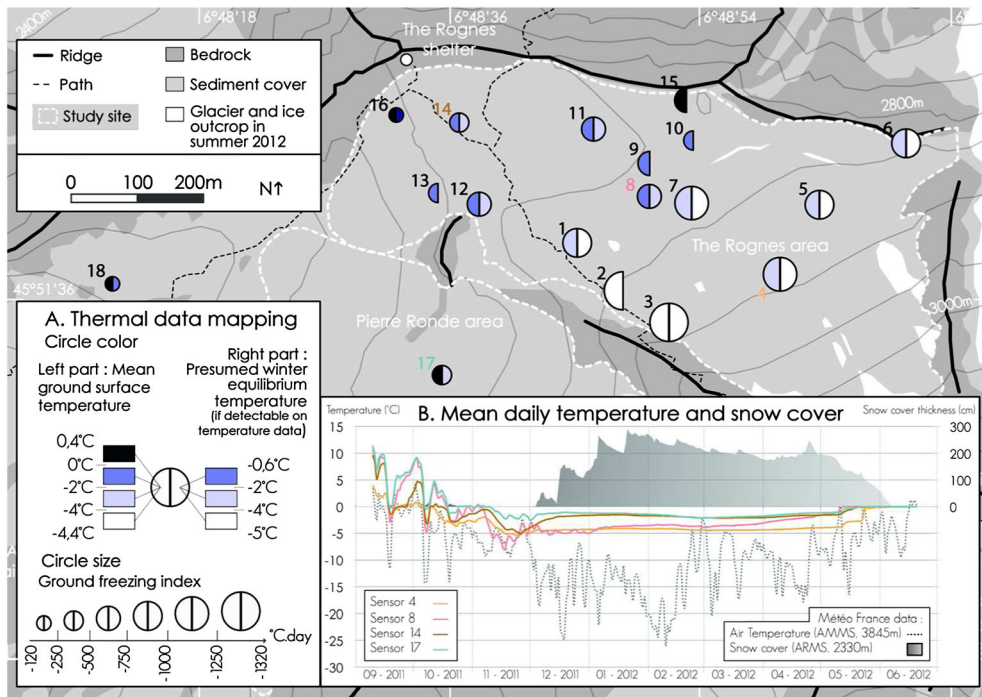 2400m
6°48'18
6°48'36
6°48'54
6°
The Rognes
shelter
Ridge
Path
Study site
Bedrock
Sediment cover
Glacier and ice
outcrop in
summer 2012
0 100 200m
N↑
15
2800m
16
14
11
10
6
9
13
12
8
7
5
1
The Rognes area
18
2
4
45°51'36
3
3000m
Pierre Ronde area
17
A. Thermal data mapping
Circle color
Left part : Mean
ground surface
temperature
Right part :
Presumed winter
equilibrium
temperature
(if detectable on
temperature data)
0,4°C
0°C
-2°C
-4°C
-4,4°C
-0,6°C
-2°C
-4°C
-5°C
Circle size
Ground freezing index
°C.day
-120
-250
-500
-750
-1000
-1250
-1320
B. Mean daily temperature and snow cover
Temperature (°C)
Snow cover thickness (cm)
15
10
5
0
-5
-10
-15
-20
-25
-30
300
200
100
0
Sensor 4
Sensor 8
Sensor 14
Sensor 17
Météo France data :
Air Temperature (AMMS, 3845m)
Snow cover (ARMS, 2330m)
09 - 2011
10 - 2011
11 - 2011
12 - 2011
01 - 2012
02 - 2012
03 - 2012
04 - 2012
05 - 2012
06 - 2012